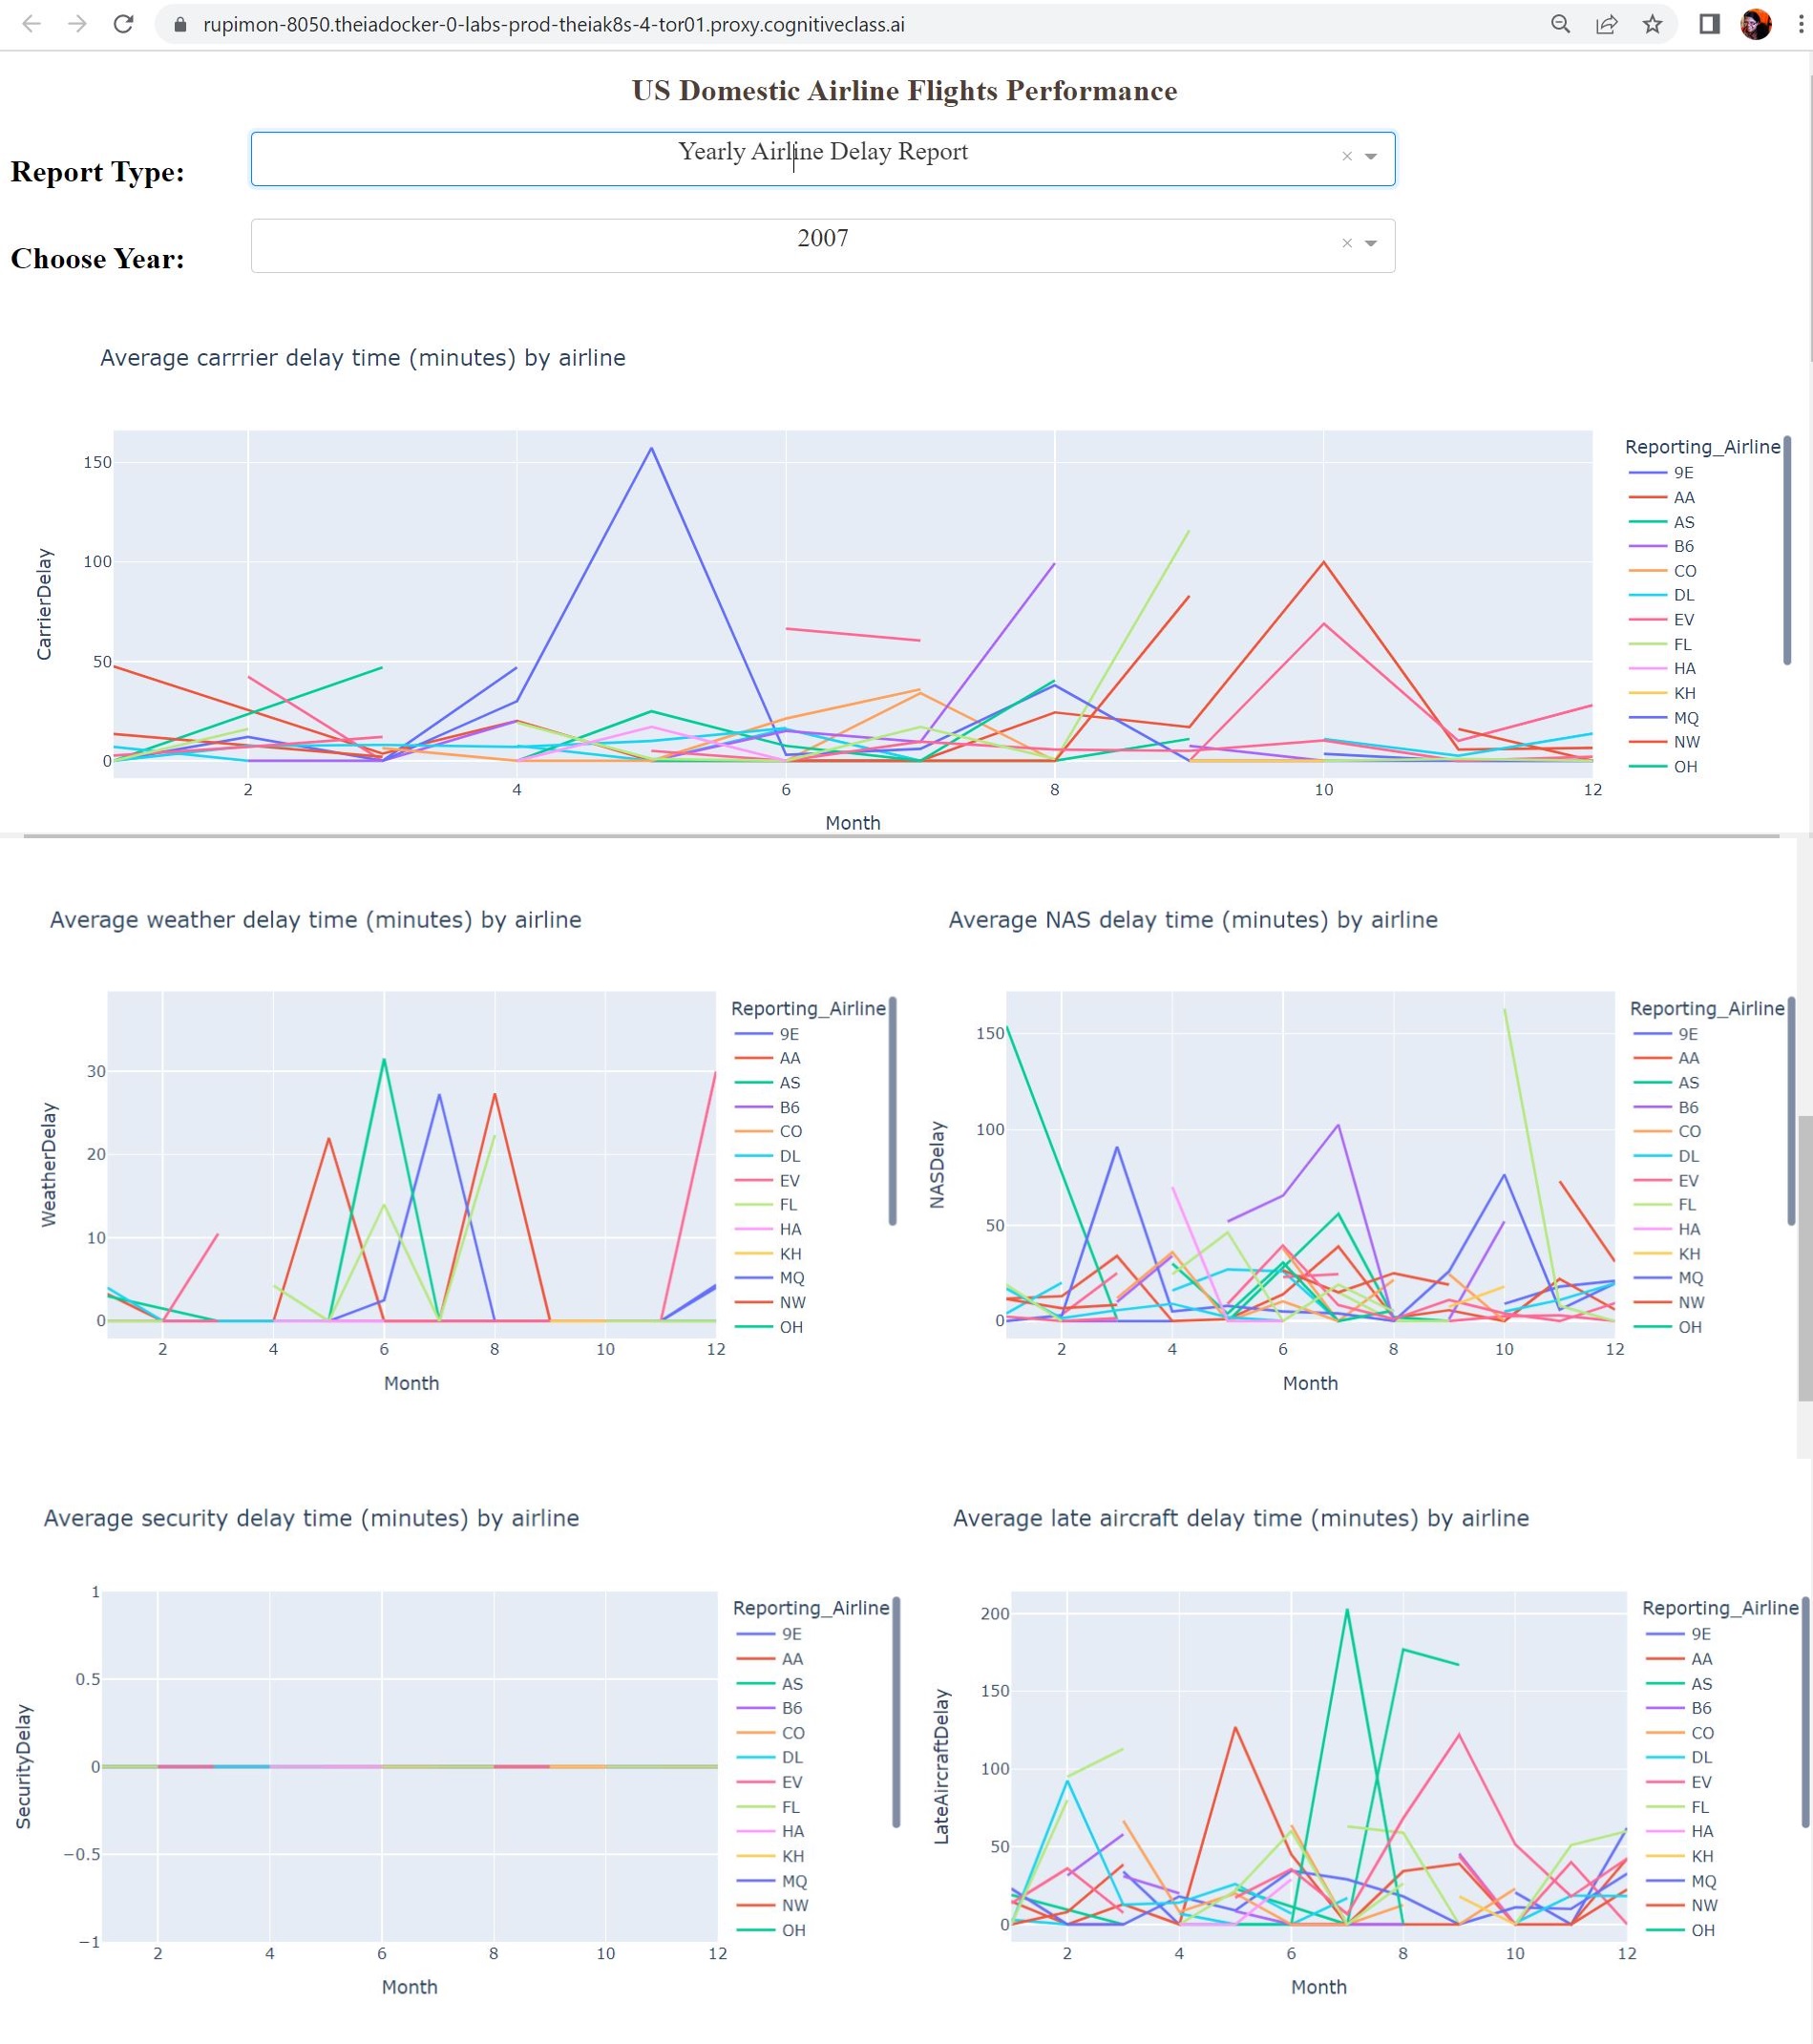 rupimon-8050.theiadocker-0-labs-prod-theiak8s-4-tor01.proxy.cognitiveclass.ai
US Domestic Airline Flights Performance
Report Type:
Yearly Airline Delay Report
Choose Year:
2007
Average carrrier delay time (minutes) by airline
CarrierDelay
150
100
50
0
2 4 6 8 10 12
Month
Reporting_Airline
9E
AA
AS
B6
CO
DL
EV
FL
HA
KH
MQ
NW
OH
Average weather delay time (minutes) by airline
WeatherDelay
30
20
10
0
2 4 6 8 10 12
Month
Reporting_Airline
9E
AA
AS
B6
CO
DL
EV
FL
HA
KH
MQ
NW
OH
Average NAS delay time (minutes) by airline
NASDelay
150
100
50
0
2 4 6 8 10 12
Month
Reporting_Airline
9E
AA
AS
B6
CO
DL
EV
FL
HA
KH
MQ
NW
OH
Average security delay time (minutes) by airline
SecurityDelay
1
0.5
0
−0.5
−1
2 4 6 8 10 12
Month
Reporting_Airline
9E
AA
AS
B6
CO
DL
EV
FL
HA
KH
MQ
NW
OH
Average late aircraft delay time (minutes) by airline
LateAircraftDelay
200
150
100
50
0
2 4 6 8 10 12
Month
Reporting_Airline
9E
AA
AS
B6
CO
DL
EV
FL
HA
KH
MQ
NW
OH